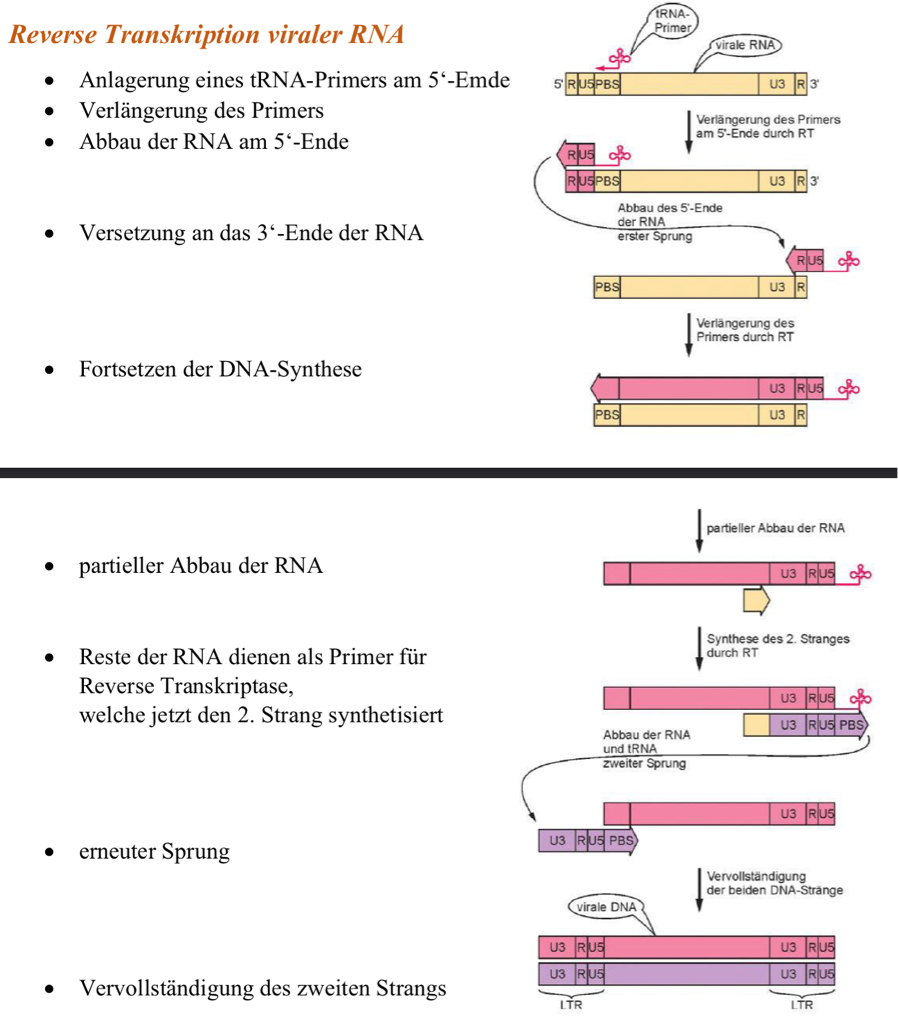 Reverse Transkription viraler RNA
• Anlagerung eines tRNA-Primers am 5‘-Emde
• Verlängerung des Primers
• Abbau der RNA am 5‘-Ende
• Versetzung an das 3‘-Ende der RNA
• Fortsetzen der DNA-Synthese
tRNA-
Primer
virale RNA
5' R U5 PBS U3 R 3'
Verlängerung des Primers
am 5'-Ende durch RT
R U5
R U5 PBS U3 R 3'
Abbau des 5'-Ende
der RNA
erster Sprung
R U5
PBS U3 R
Verlängerung des
Primers durch RT
U3 R U5
PBS U3 R
• partieller Abbau der RNA
• Reste der RNA dienen als Primer für
Reverse Transkriptase,
welche jetzt den 2. Strang synthetisiert
• erneuter Sprung
• Vervollständigung des zweiten Strangs
partieller Abbau der RNA
U3 R U5
Synthese des 2. Stranges
durch RT
U3 R U5
U3 R U5 PBS
Abbau der RNA
und tRNA
zweiter Sprung
U3 R U5
U3 R U5 PBS
Vervollständigung
der beiden DNA-Stränge
virale DNA
U3 R U5 U3 R U5
U3 R U5 U3 R U5
LTR LTR